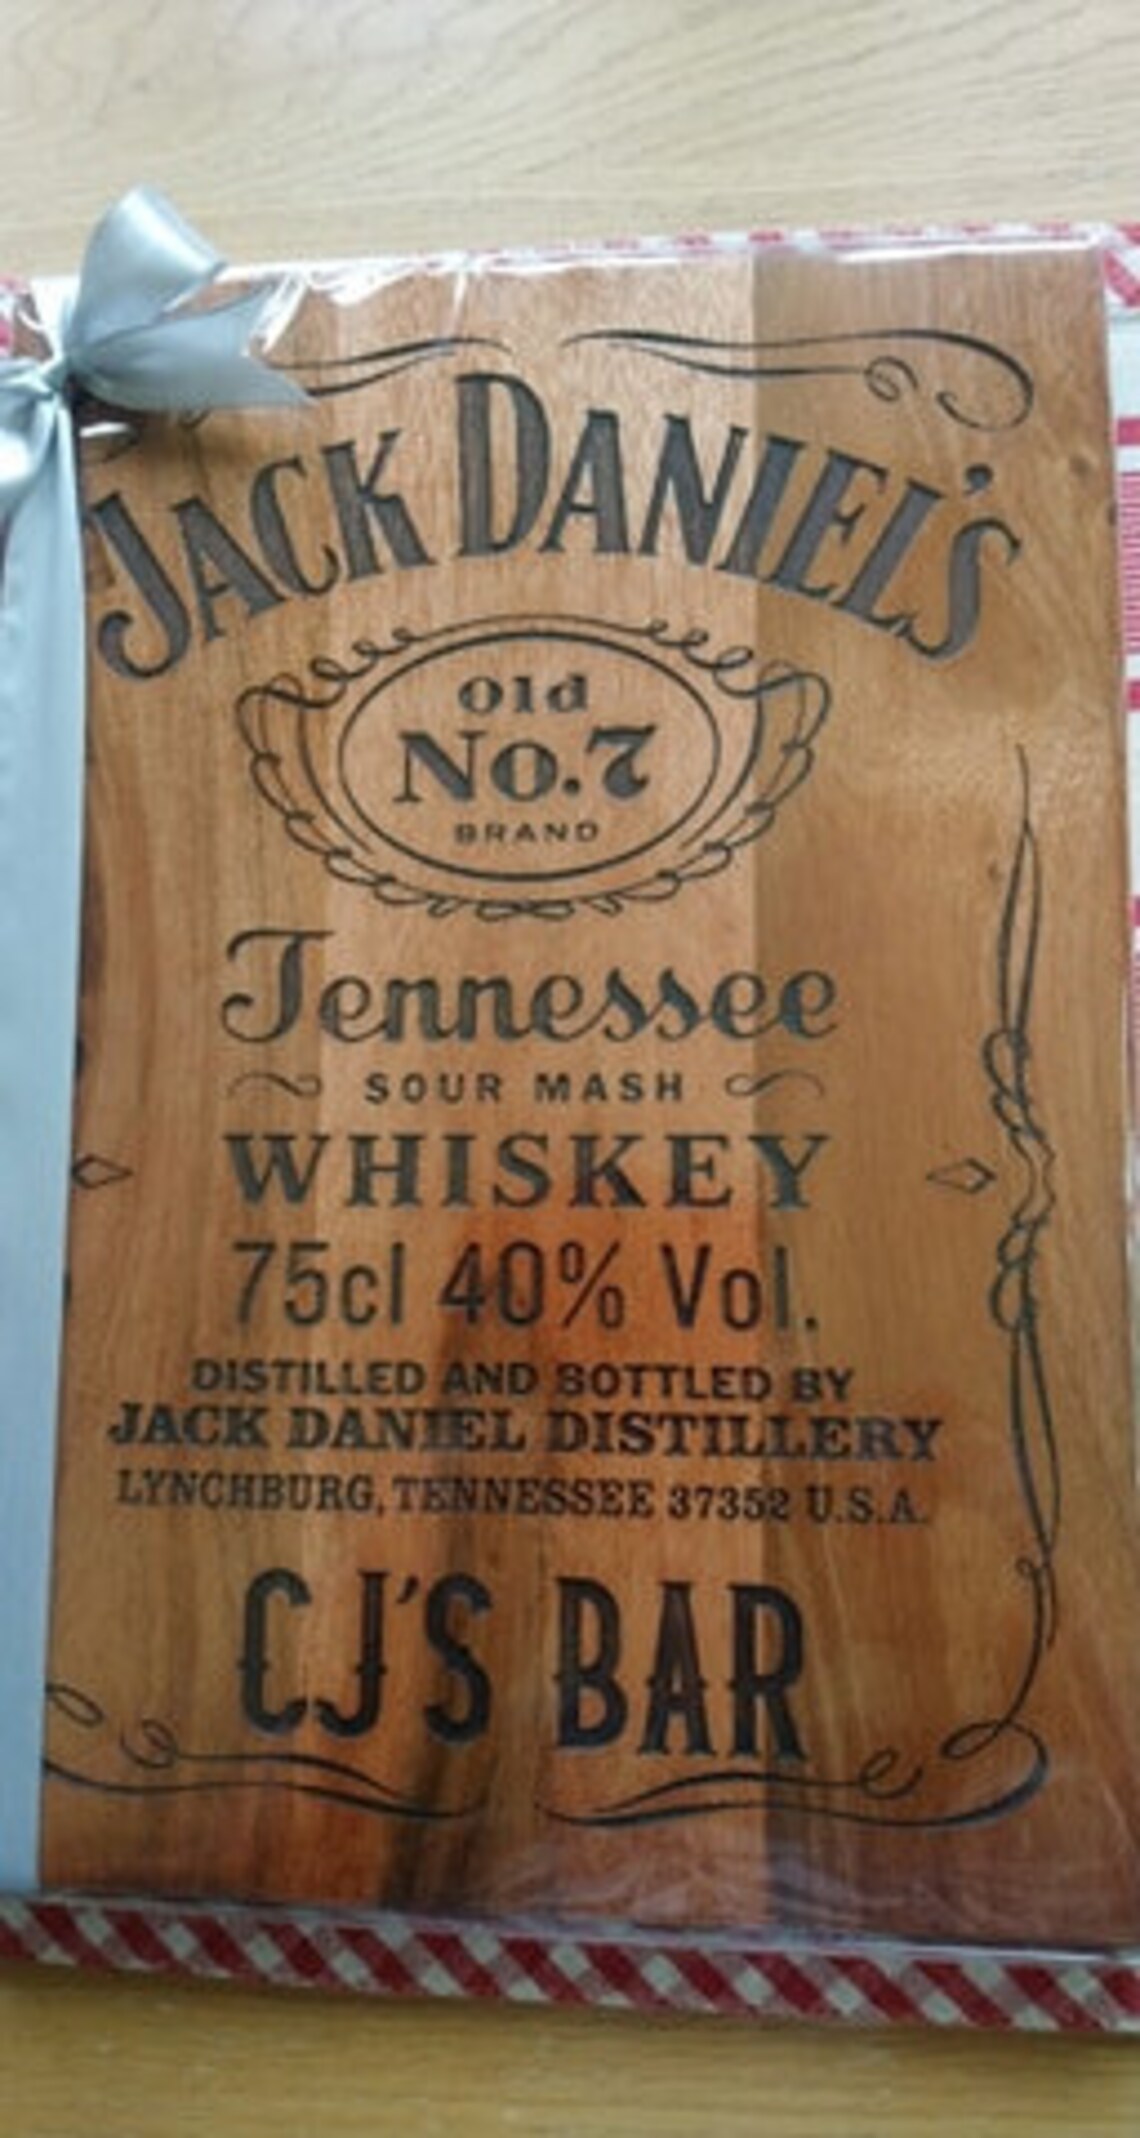 JACK DANIEL'S
Old
No.7
BRAND
Tennessee
SOUR MASH
WHISKEY
75cl 40% Vol.
DISTILLED AND BOTTLED BY
JACK DANIEL DISTILLERY
LYNCHBURG, TENNESSEE 37352 U.S.A.
CJ'S BAR